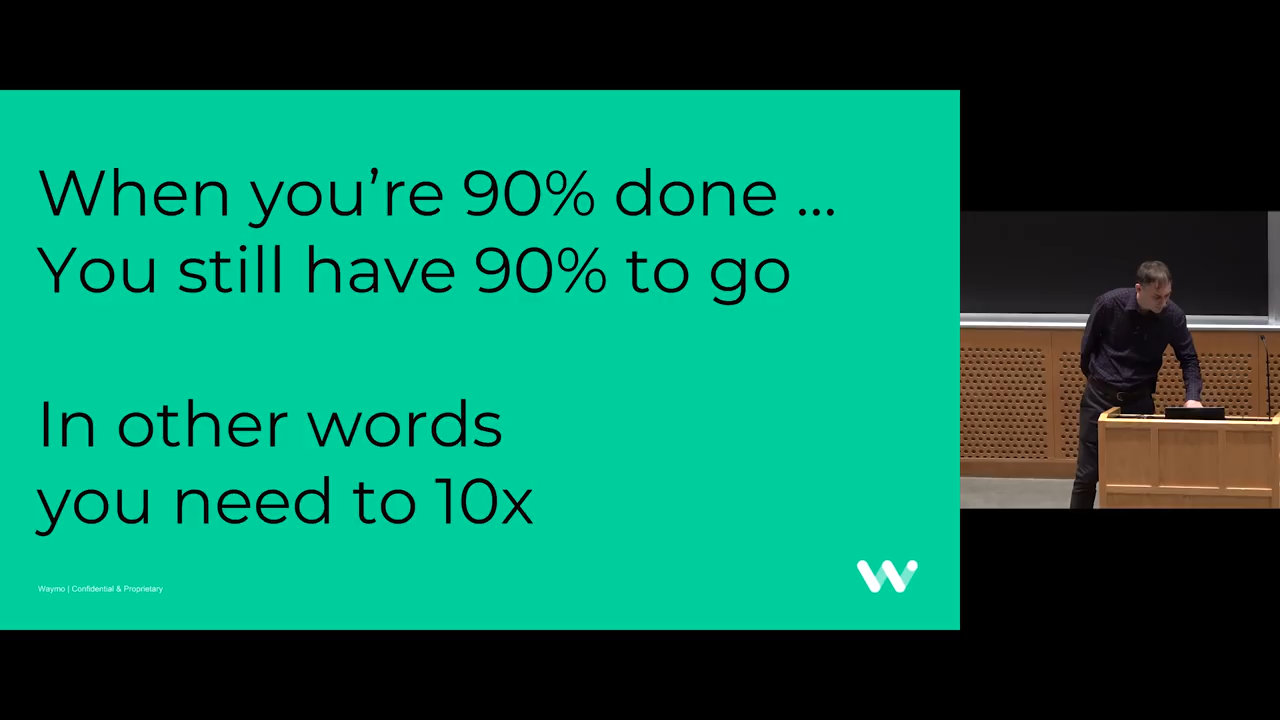 When you’re 90% done ...
You still have 90% to go
In other words
you need to 10x
Waymo | Confidential & Proprietary